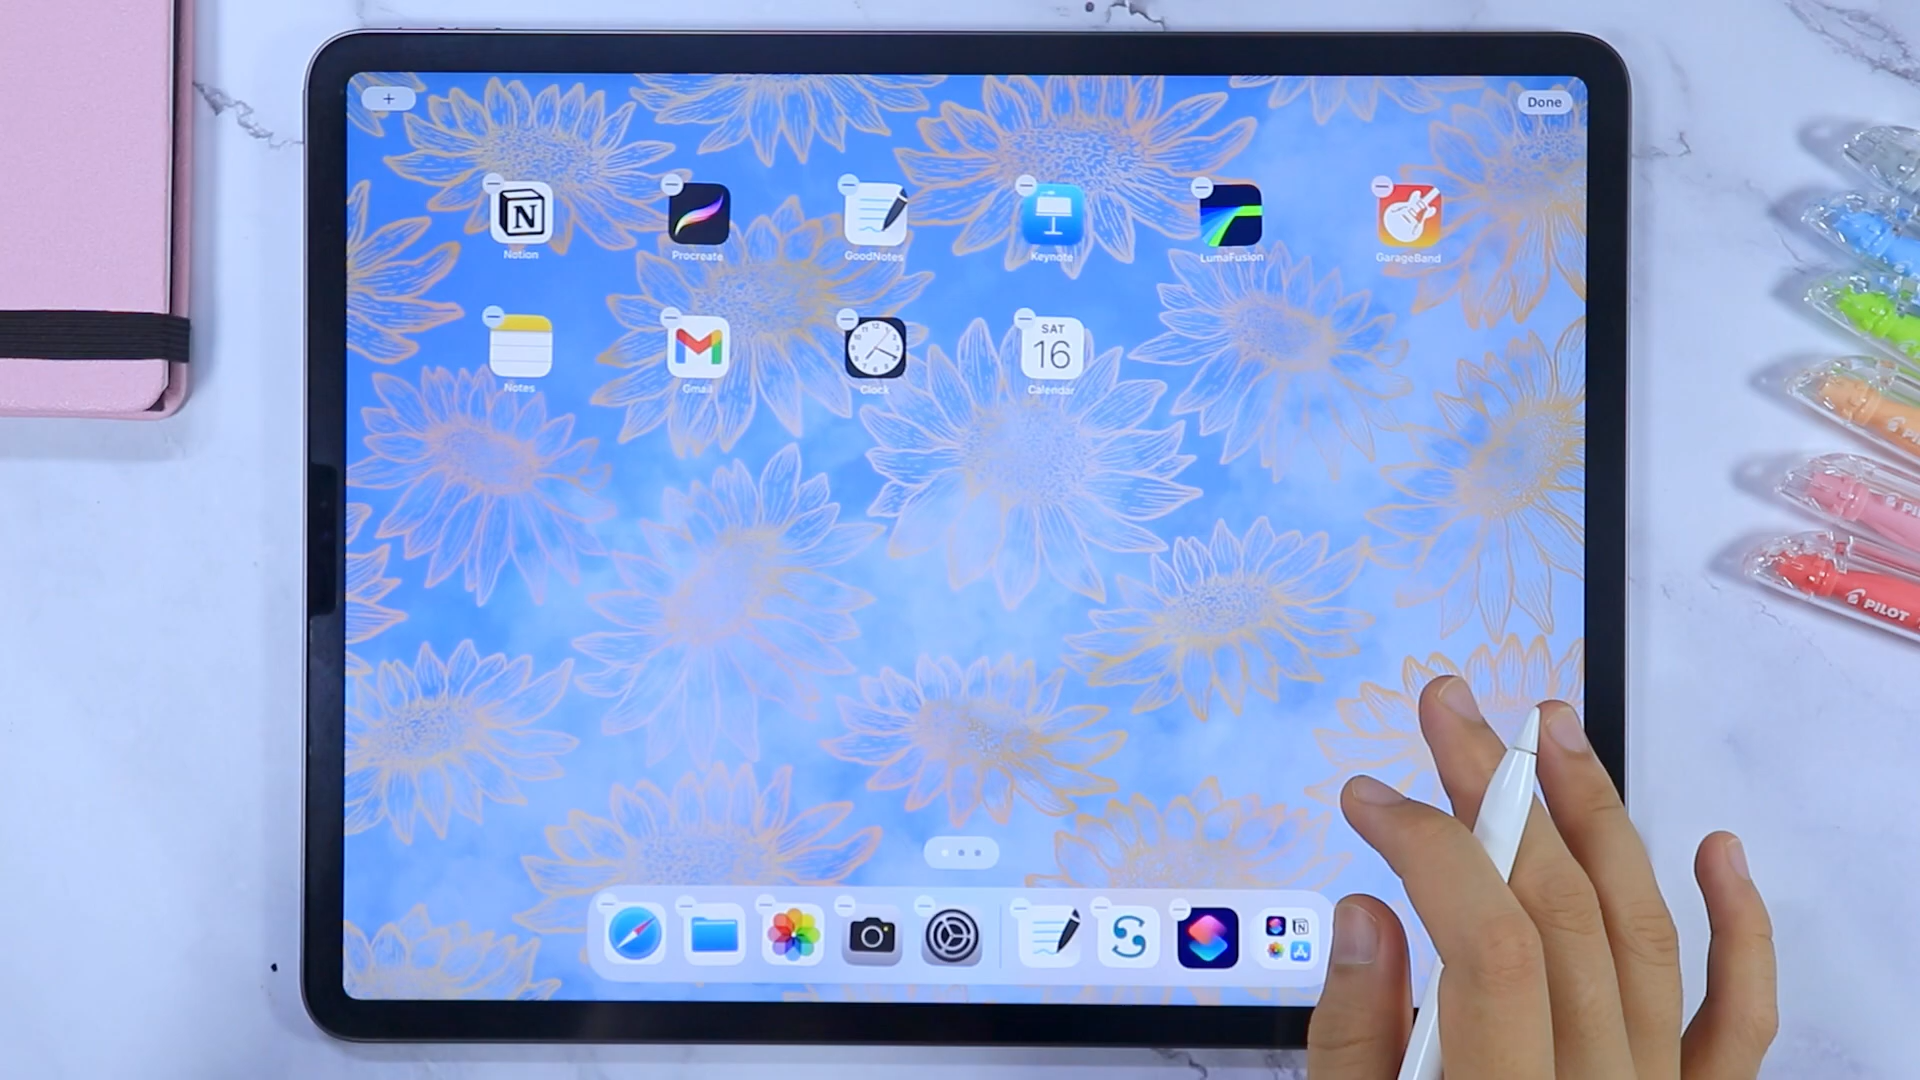 +
Done
Notion
Procreate
GoodNotes
Keynote
LumaFusion
GarageBand
SAT
16
Notes
Gmail
Clock
Calendar
PILOT